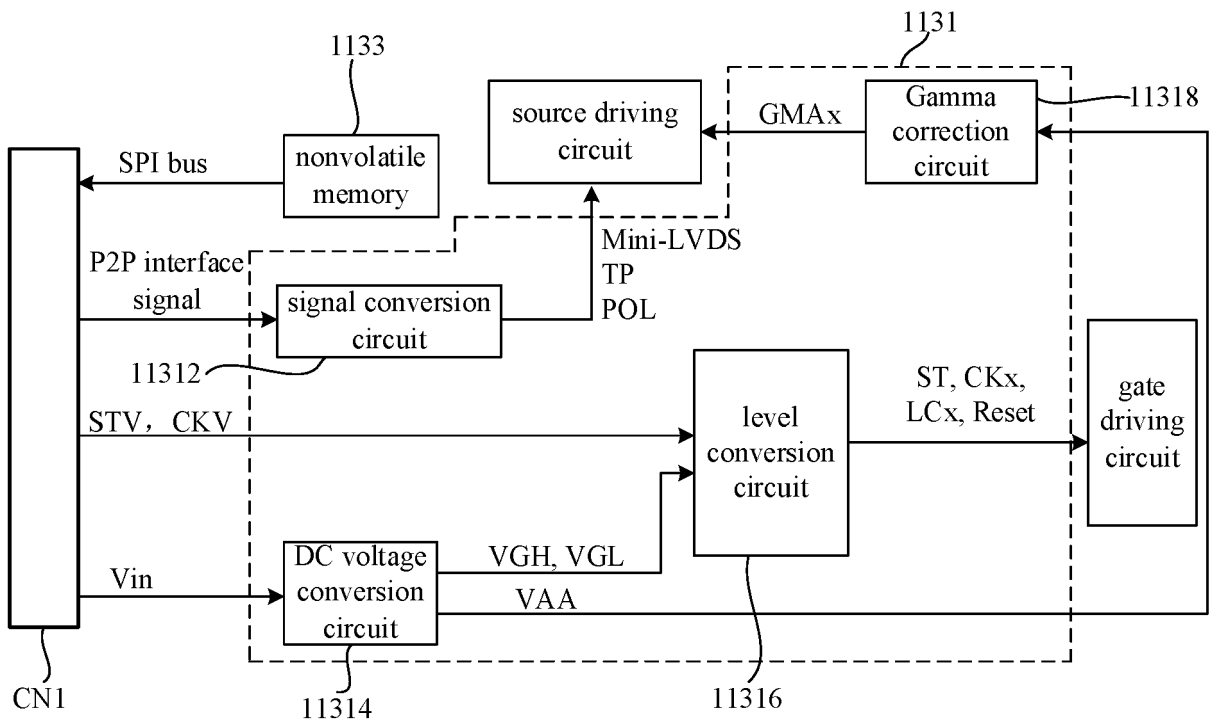 1133
1131
11318
source driving
circuit
GMAx
Gamma
correction
circuit
SPI bus
nonvolatile
memory
Mini-LVDS
TP
POL
P2P interface
signal
signal conversion
circuit
11312
STV，CKV
level
conversion
circuit
ST, CKx,
LCx, Reset
gate
driving
circuit
Vin
DC voltage
conversion
circuit
VGH, VGL
VAA
CN1
11314
11316